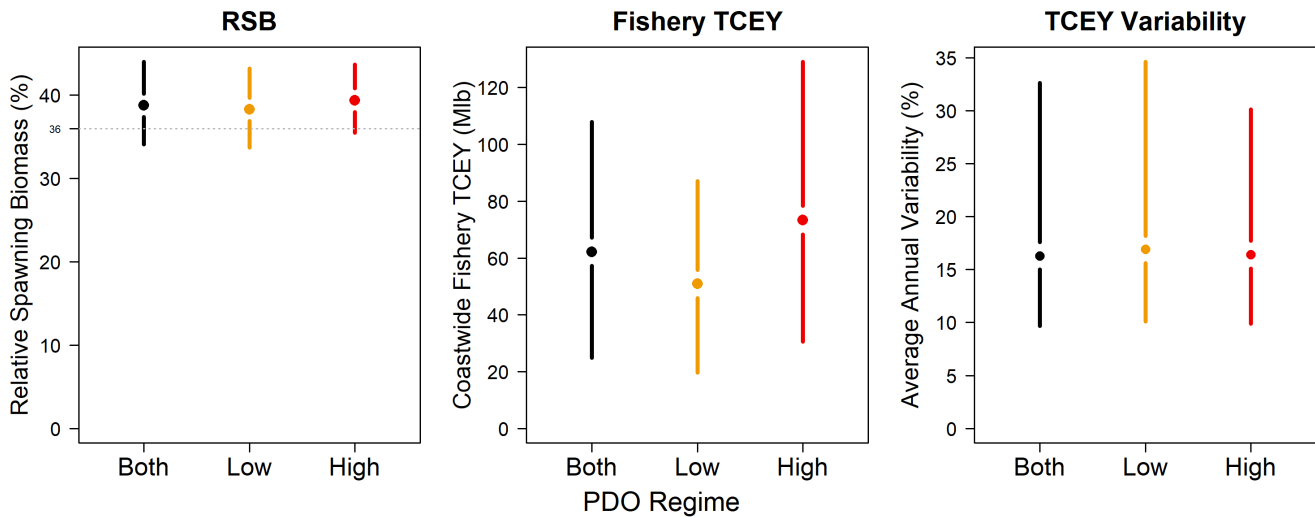 RSB
Relative Spawning Biomass (%)
40
36
30
20
10
0
Both Low High
Fishery TCEY
Coastwide Fishery TCEY (Mlb)
120
100
80
60
40
20
0
Both Low High
PDO Regime
TCEY Variability
Average Annual Variability (%)
35
30
25
20
15
10
5
0
Both Low High